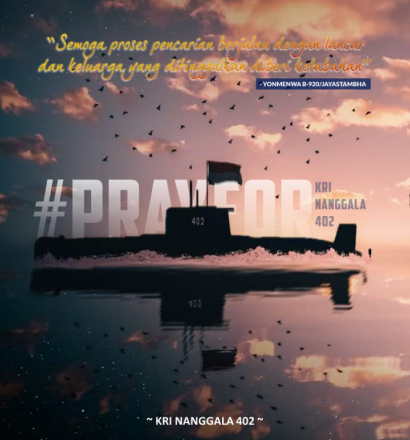 “Semoga proses pencarian berjalan dengan lancar
dan keluarga yang ditinggalkan diberi ketabahan”
- YONMENWA B-920/JAYASTAMBHA
#PRAYFOR
KRI
NANGGALA
402
402
~ KRI NANGGALA 402 ~